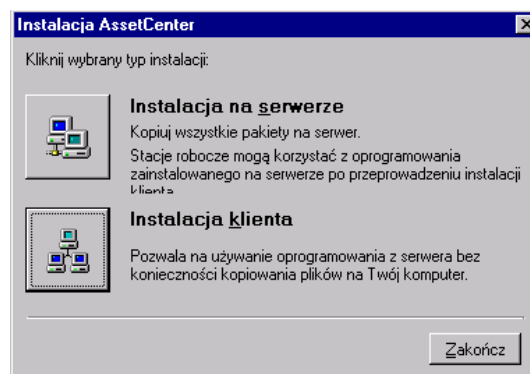 Instalacja AssetCenter
Kliknij wybrany typ instalacji:
Instalacja na serwerze
Kopiuj wszystkie pakiety na serwer.
Stacje robocze mogą korzystać z oprogramowania
zainstalowanego na serwerze po przeprowadzeniu instalacji
klienta.
Instalacja klienta
Pozwala na używanie oprogramowania z serwera bez
konieczności kopiowania plików na Twój komputer.
Zakończ